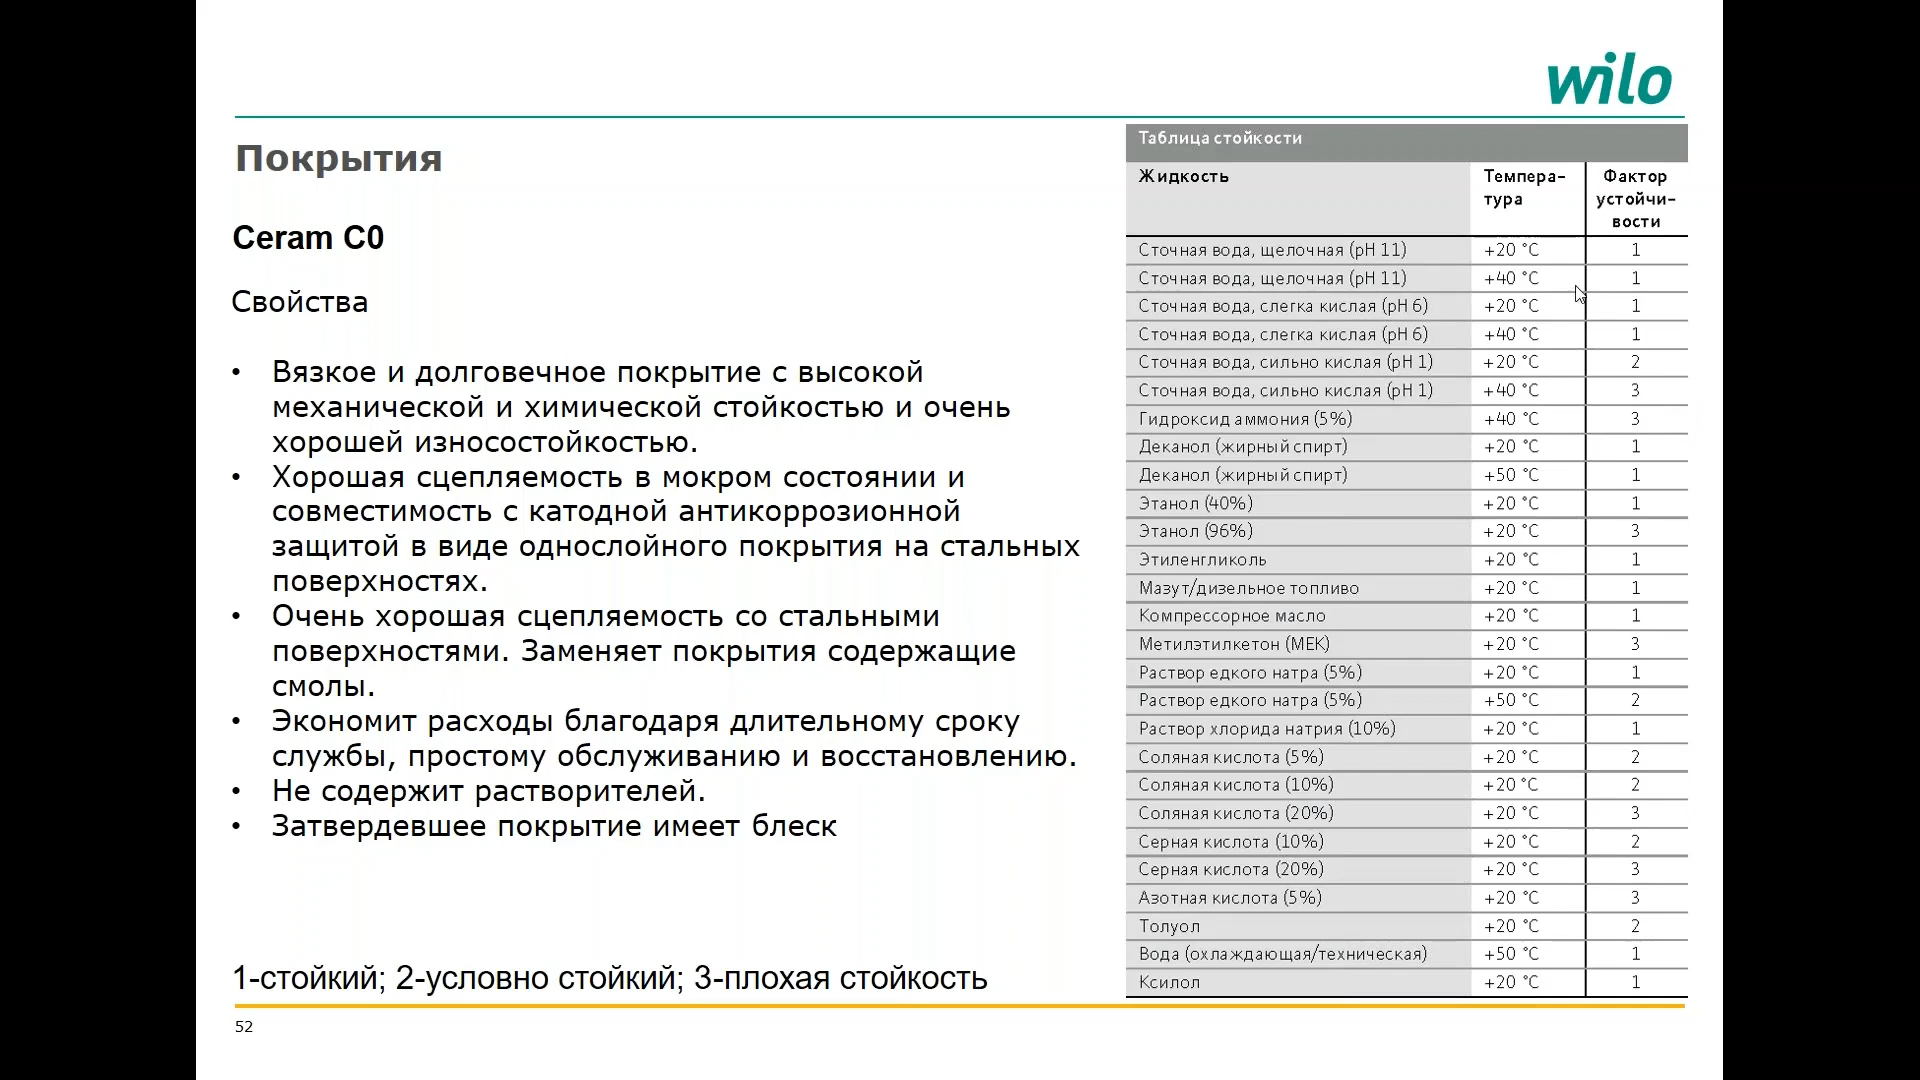 wilo
Покрытия
Ceram C0
Свойства
• Вязкое и долговечное покрытие с высокой
механической и химической стойкостью и очень
хорошей износостойкостью.
• Хорошая сцепляемость в мокром состоянии и
совместимость с катодной антикоррозионной
защитой в виде однослойного покрытия на стальных
поверхностях.
• Очень хорошая сцепляемость со стальными
поверхностями. Заменяет покрытия содержащие
смолы.
• Экономит расходы благодаря длительному сроку
службы, простому обслуживанию и восстановлению.
• Не содержит растворителей.
• Затвердевшее покрытие имеет блеск
1-стойкий; 2-условно стойкий; 3-плохая стойкость
52
Таблица стойкости
Жидкость Темпера- Фактор
тура устойчи-
вости
Сточная вода, щелочная (pH 11) +20 °C 1
Сточная вода, щелочная (pH 11) +40 °C 1
Сточная вода, слегка кислая (pH 6) +20 °C 1
Сточная вода, слегка кислая (pH 6) +40 °C 1
Сточная вода, сильно кислая (pH 1) +20 °C 2
Сточная вода, сильно кислая (pH 1) +40 °C 3
Гидроксид аммония (5%) +40 °C 3
Деканол (жирный спирт) +20 °C 1
Деканол (жирный спирт) +50 °C 1
Этанол (40%) +20 °C 1
Этанол (96%) +20 °C 3
Этиленгликоль +20 °C 1
Мазут/дизельное топливо +20 °C 1
Компрессорное масло +20 °C 1
Метилэтилкетон (МЕК) +20 °C 3
Раствор едкого натра (5%) +20 °C 1
Раствор едкого натра (5%) +50 °C 2
Раствор хлорида натрия (10%) +20 °C 1
Соляная кислота (5%) +20 °C 2
Соляная кислота (10%) +20 °C 2
Соляная кислота (20%) +20 °C 3
Серная кислота (10%) +20 °C 2
Серная кислота (20%) +20 °C 3
Азотная кислота (5%) +20 °C 3
Толуол +20 °C 2
Вода (охлаждающая/техническая) +50 °C 1
Ксилол +20 °C 1